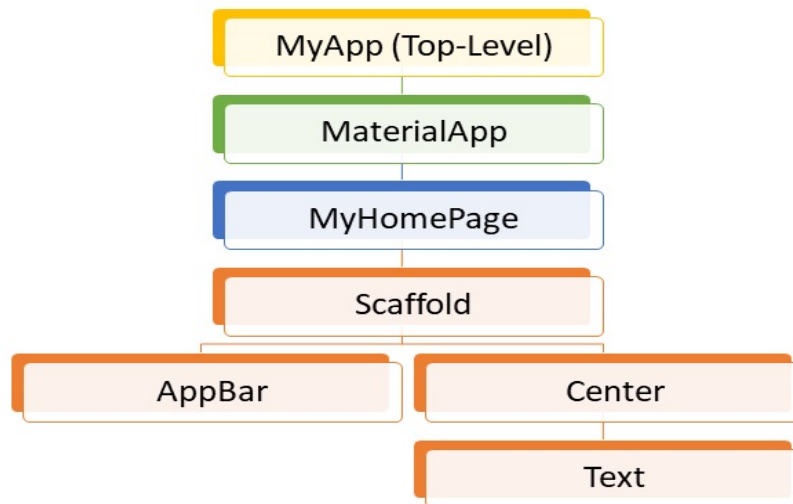 MyApp (Top-Level)
MaterialApp
MyHomePage
Scaffold
AppBar
Center
Text